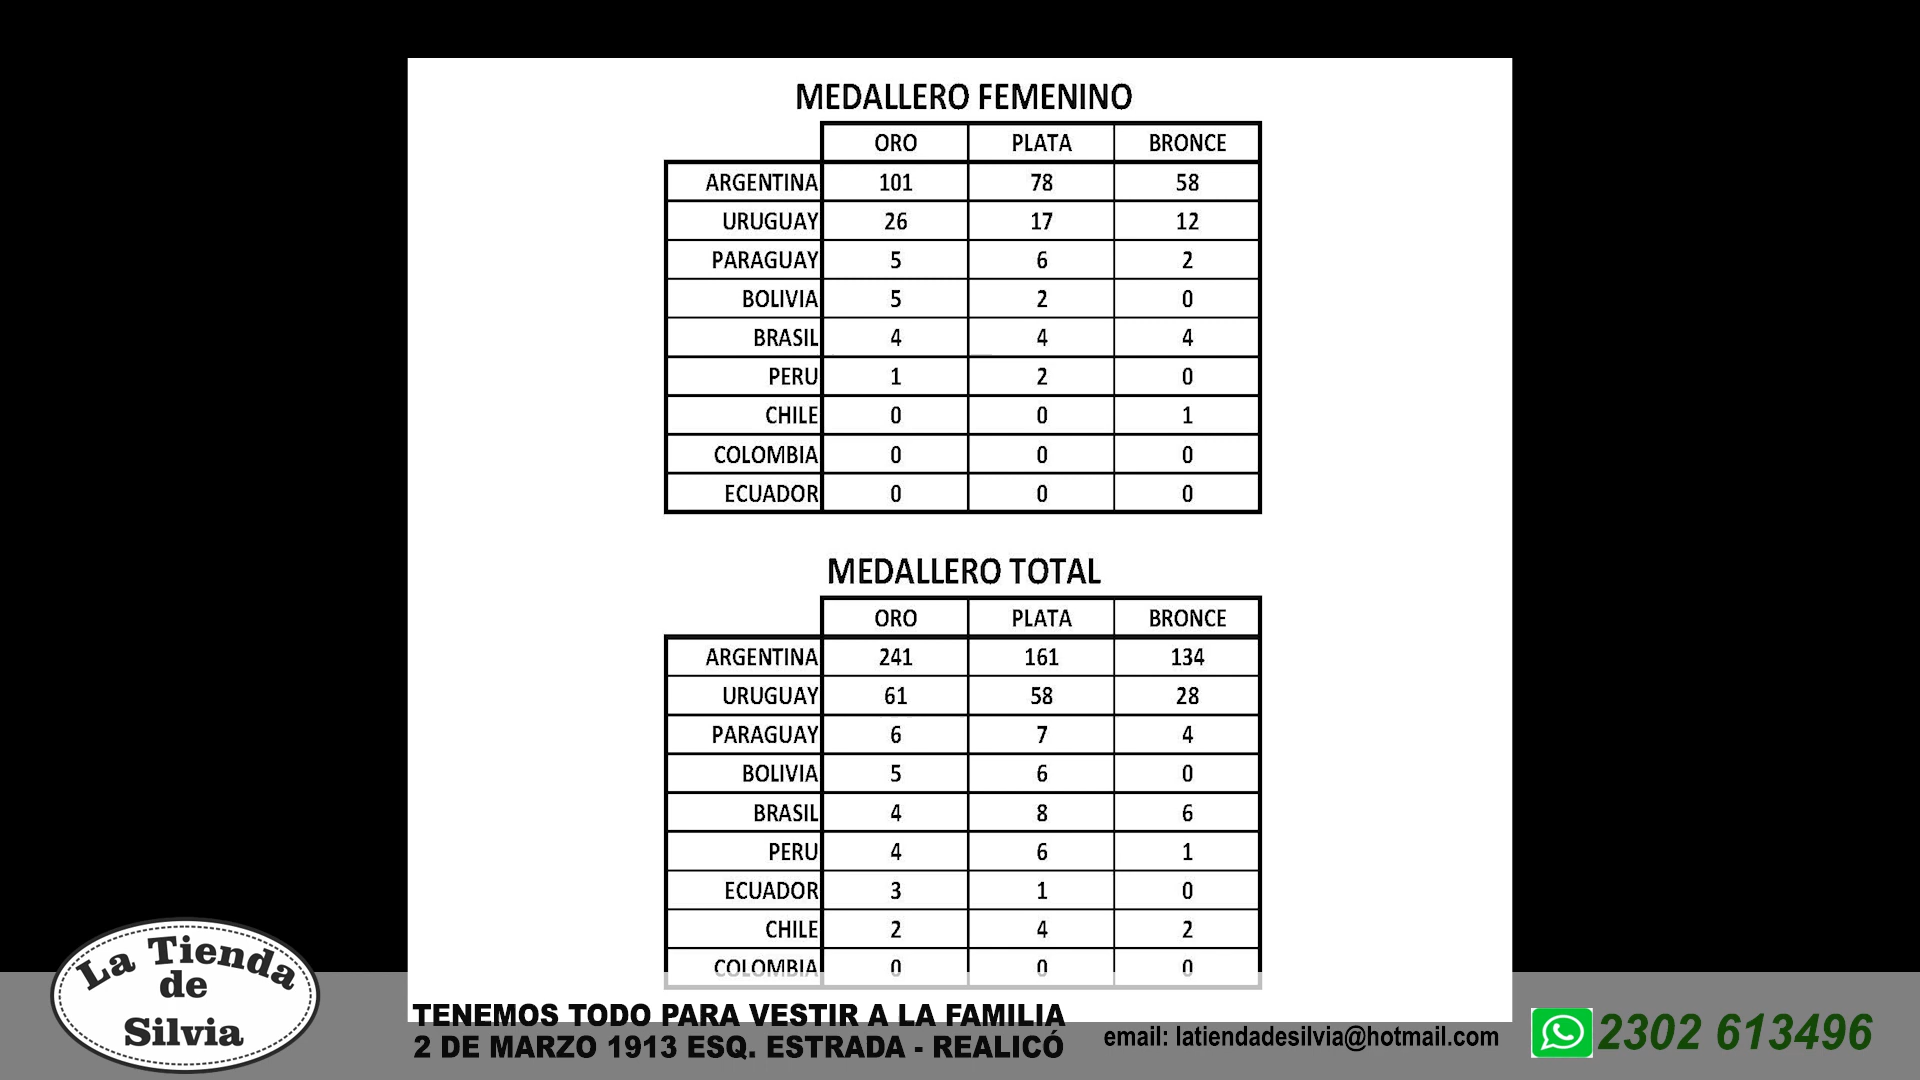 MEDALLERO FEMENINO
ORO PLATA BRONCE
ARGENTINA 101 78 58
URUGUAY 26 17 12
PARAGUAY 5 6 2
BOLIVIA 5 2 0
BRASIL 4 4 4
PERU 1 2 0
CHILE 0 0 1
COLOMBIA 0 0 0
ECUADOR 0 0 0
MEDALLERO TOTAL
ORO PLATA BRONCE
ARGENTINA 241 161 134
URUGUAY 61 58 28
PARAGUAY 6 7 4
BOLIVIA 5 6 0
BRASIL 4 8 6
PERU 4 6 1
ECUADOR 3 1 0
CHILE 2 4 2
COLOMBIA 0 0 0
La Tienda
de
Silvia
TENEMOS TODO PARA VESTIR A LA FAMILIA
2 DE MARZO 1913 ESQ. ESTRADA - REALICÓ
email: latiendadesilvia@hotmail.com
2302 613496